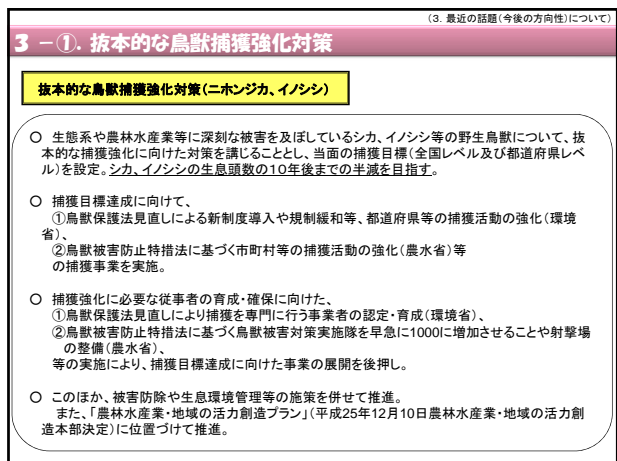 (3. 最近の話題(今後の方向性)について)
3 -①. 抜本的な鳥獣捕獲強化対策
抜本的な鳥獣捕獲強化対策(ニホンジカ、イノシシ)
○ 生態系や農林水産業等に深刻な被害を及ぼしているシカ、イノシシ等の野生鳥獣について、抜
本的な捕獲強化に向けた対策を講じることとし、当面の捕獲目標(全国レベル及び都道府県レベ
ル)を設定。シカ、イノシシの生息頭数の10年後までの半減を目指す。
○ 捕獲目標達成に向けて、
①鳥獣保護法見直しによる新制度導入や規制緩和等、都道府県等の捕獲活動の強化(環境
省)、
②鳥獣被害防止特措法に基づく市町村等の捕獲活動の強化(農水省)等
の捕獲事業を実施。
○ 捕獲強化に必要な従事者の育成・確保に向けた、
①鳥獣保護法見直しにより捕獲を専門に行う事業者の認定・育成(環境省)、
②鳥獣被害防止特措法に基づく鳥獣被害対策実施隊を早急に1000に増加させることや射撃場
の整備(農水省)、
等の実施により、捕獲目標達成に向けた事業の展開を後押し。
○ このほか、被害防除や生息環境管理等の施策を併せて推進。
また、「農林水産業・地域の活力創造プラン」(平成25年12月10日農林水産業・地域の活力創
造本部決定)に位置づけて推進。